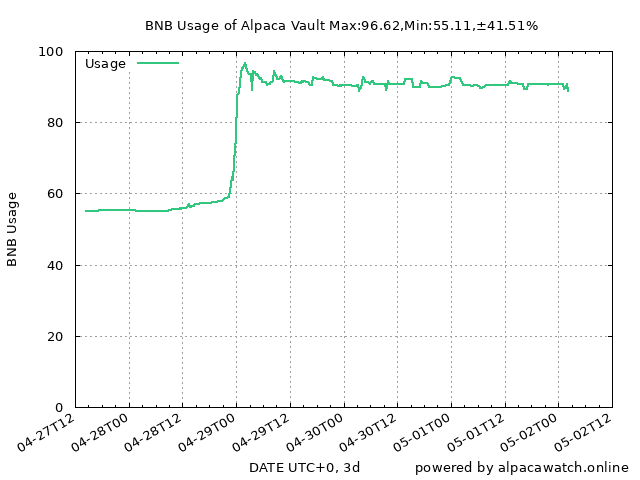 BNB Usage of Alpaca Vault Max:96.62,Min:55.11,±41.51%
Usage
100
80
60
40
20
0
BNB Usage
04-27T12
04-28T00
04-28T12
04-29T00
04-29T12
04-30T00
04-30T12
05-01T00
05-01T12
05-02T00
05-02T12
DATE UTC+0, 3d
powered by alpacawatch.online